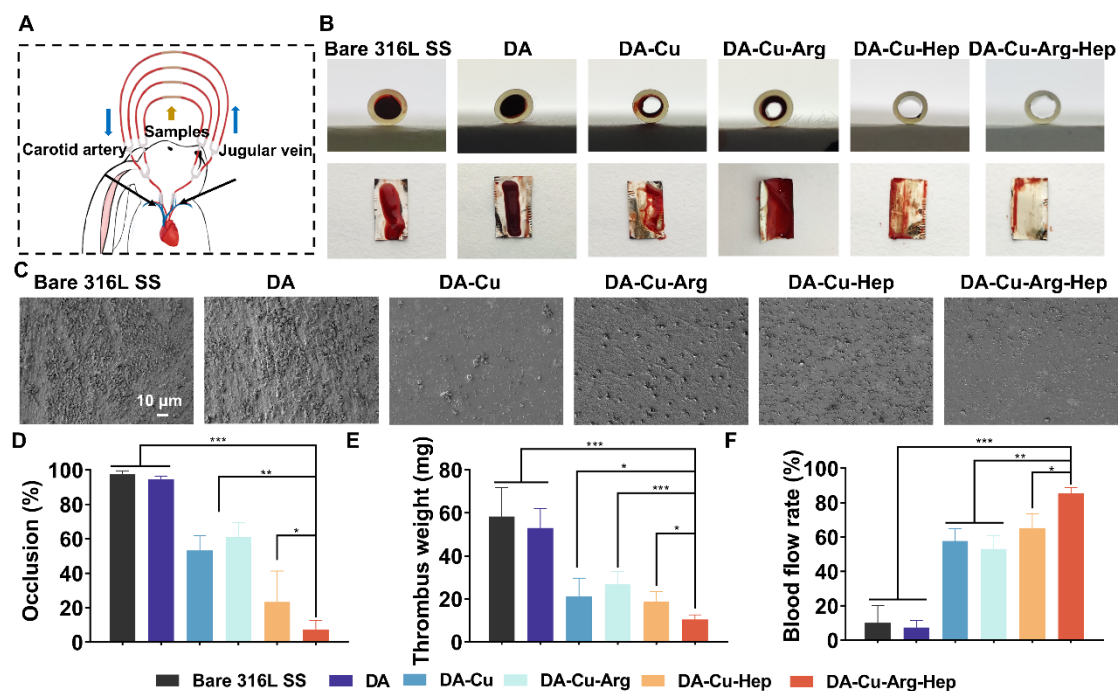 A
Samples
Carotid artery
Jugular vein
B
Bare 316L SS DA DA-Cu DA-Cu-Arg DA-Cu-Hep DA-Cu-Arg-Hep
C
Bare 316L SS DA DA-Cu DA-Cu-Arg DA-Cu-Hep DA-Cu-Arg-Hep
10 μm
D
Occlusion (%)
100
80
60
40
20
0
***
**
*
E
Thrombus weight (mg)
80
60
40
20
0
***
*
***
*
F
Blood flow rate (%)
100
80
60
40
20
0
***
**
*
Bare 316L SS DA DA-Cu DA-Cu-Arg DA-Cu-Hep DA-Cu-Arg-Hep